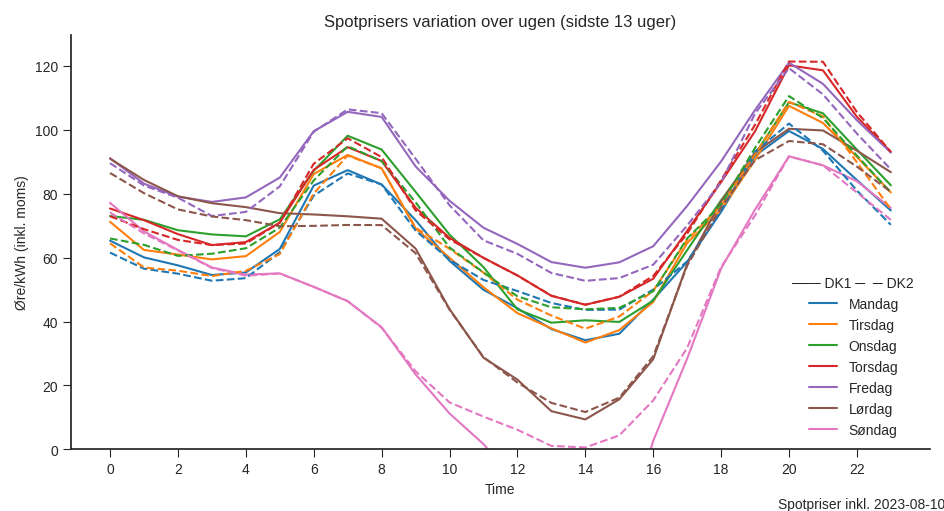 Spotprisers variation over ugen (sidste 13 uger)
Øre/kWh (inkl. moms)
120
100
80
60
40
20
0
0 2 4 6 8 10 12 14 16 18 20 22
Time
DK1 DK2
Mandag
Tirsdag
Onsdag
Torsdag
Fredag
Lørdag
Søndag
Spotpriser inkl. 2023-08-10